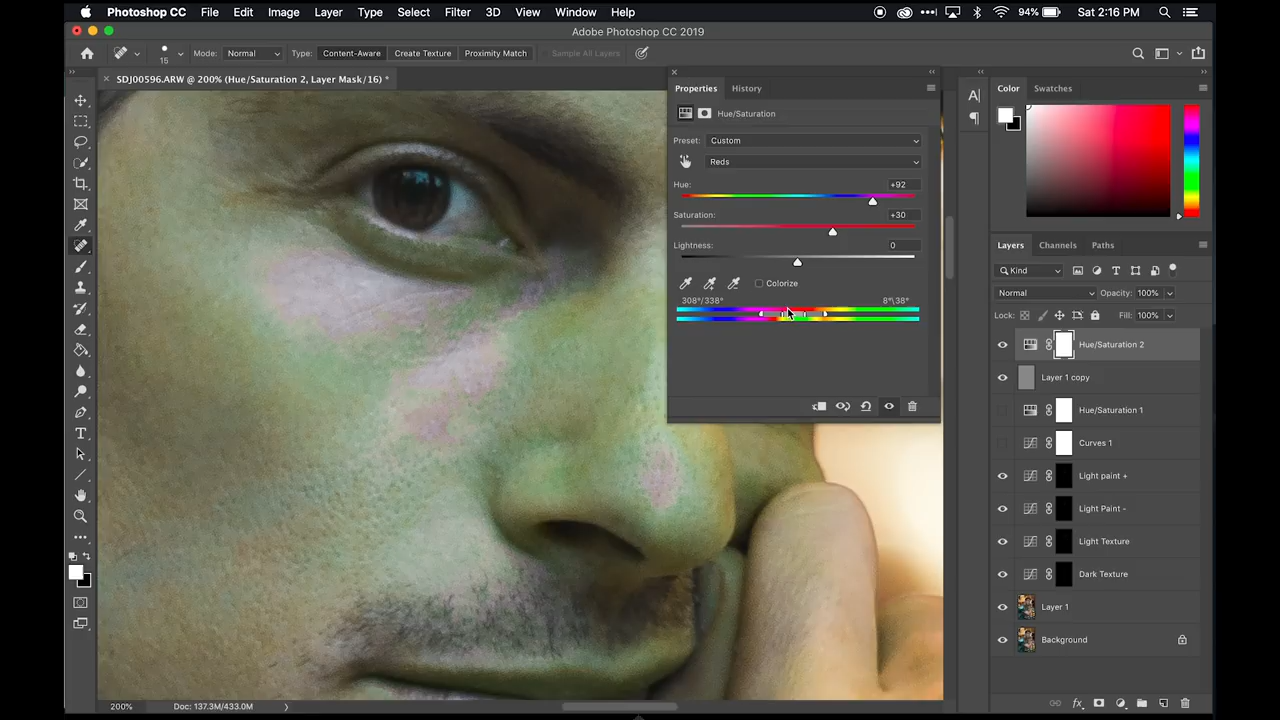 Photoshop CC File Edit Image Layer Type Select Filter 3D View Window Help 94% Sat 2:16 PM
Adobe Photoshop CC 2019
15 Mode: Normal Type: Content-Aware Create Texture Proximity Match Sample All Layers
SDJ00596.ARW @ 200% (Hue/Saturation 2, Layer Mask/16) *
Properties History
Hue/Saturation
Preset: Custom
Reds
Hue: +92
Saturation: +30
Lightness: 0
Colorize
308°/338° 8°\38°
Color Swatches
Layers Channels Paths
Kind
Normal Opacity: 100%
Lock: Fill: 100%
Hue/Saturation 2
Layer 1 copy
Hue/Saturation 1
Curves 1
Light paint +
Light Paint -
Light Texture
Dark Texture
Layer 1
Background
200% Doc: 137.3M/433.0M